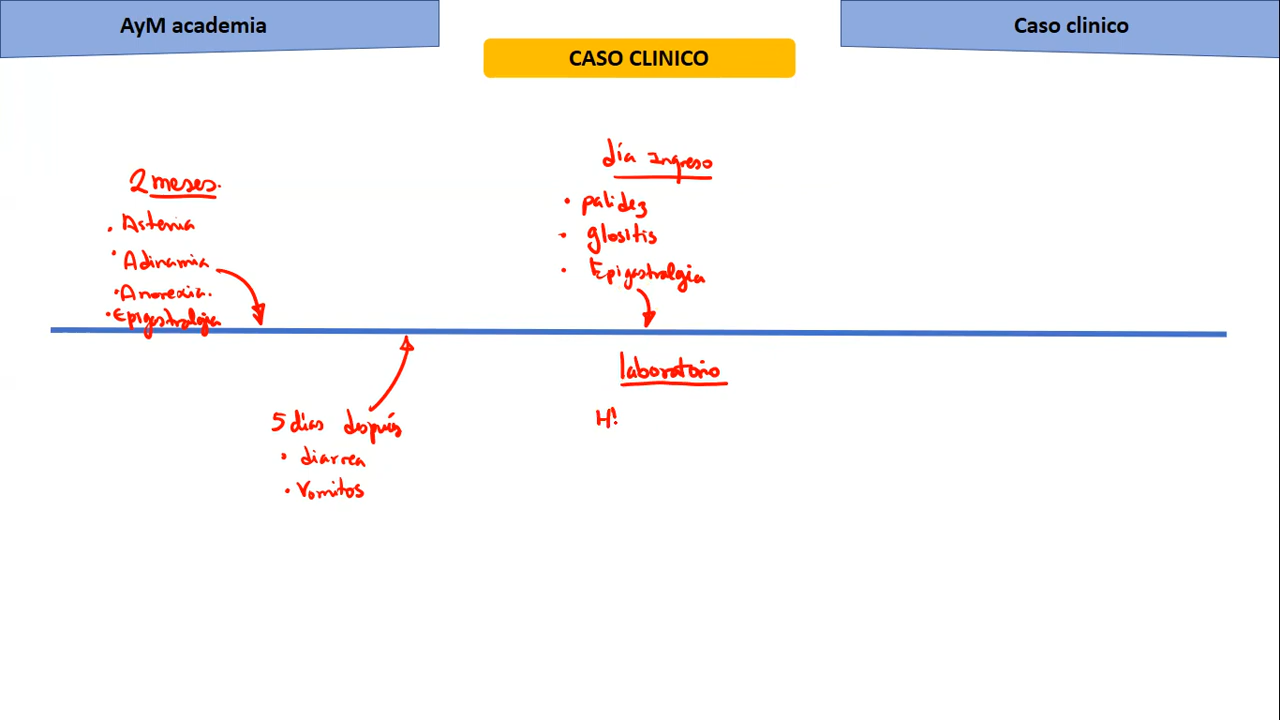 AyM academia
Caso clinico
CASO CLINICO
2 meses.
• Astenia
• Adinamia
• Anorexia.
• Epigastralgia
5 dias después
• diarrea
• Vomitos
día Ingreso
• palidez
• glositis
• Epigastralgia
laboratorio